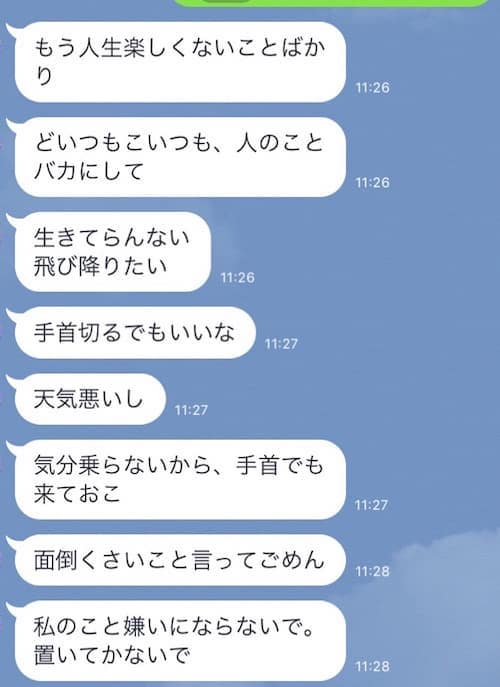 もう人生楽しくないことばか
り
11:26
どいつもこいつも、人のこと
バカにして
11:26
生きてらんない
飛び降りたい
11:26
手首切るでもいいな
11:27
天気悪いし
11:27
気分乗らないから、手首でも
来ておこ
11:27
面倒くさいこと言ってごめん
11:28
私のこと嫌いにならないで。
置いてかないで
11:28